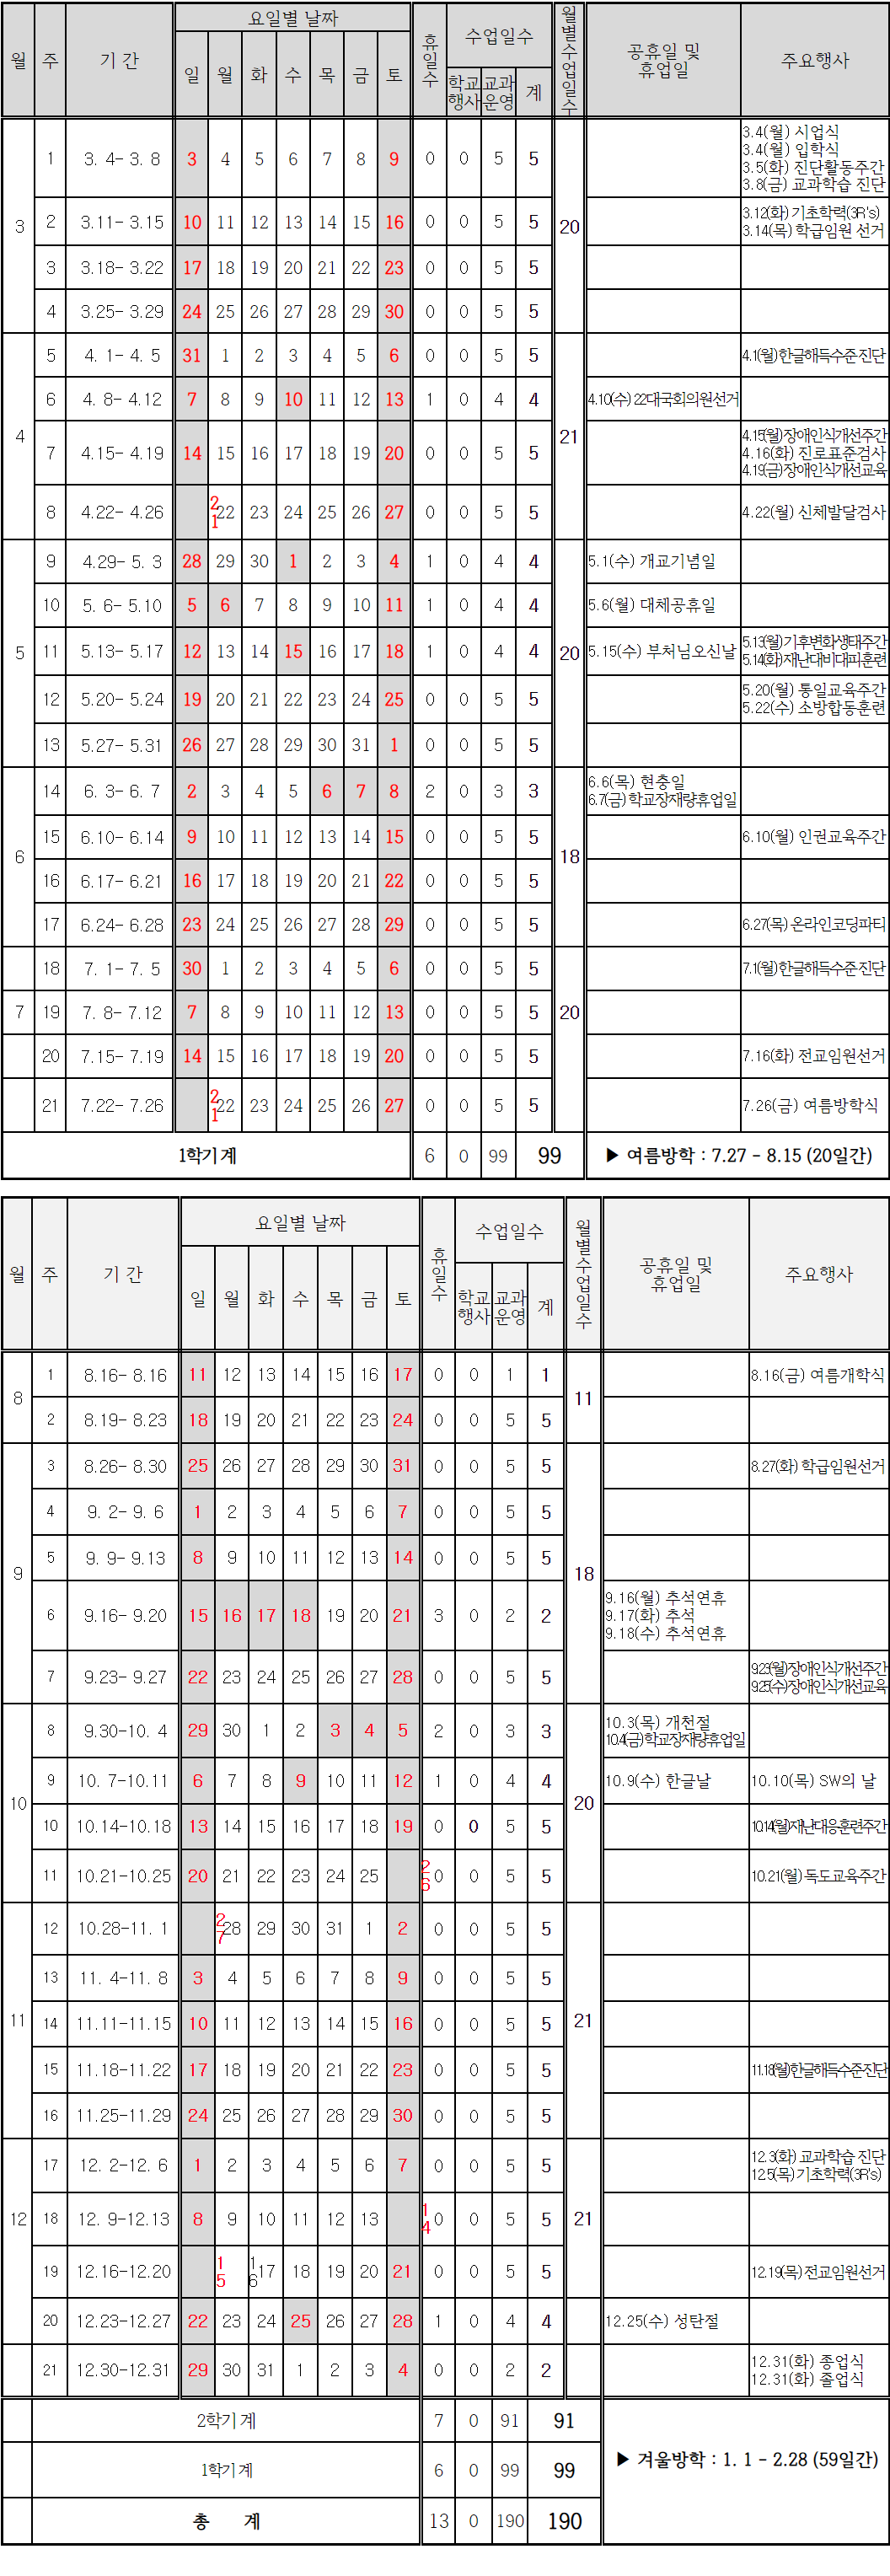 월 주 기 간 요일별 날짜 휴일수 수업일수 월별수업일수 공휴일 및 휴업일 주요행사
일 월 화 수 목 금 토 학교행사 교과운영 계
3 1 3. 4- 3. 8 3 4 5 6 7 8 9 0 0 5 5 20
3.4(월) 시업식
3.4(월) 입학식
3.5(화) 진단활동주간
3.8(금) 교과학습 진단
2 3.11- 3.15 10 11 12 13 14 15 16 0 0 5 5
3.12(화) 기초학력(3R's)
3.14(목) 학급임원 선거
3 3.18- 3.22 17 18 19 20 21 22 23 0 0 5 5
4 3.25- 3.29 24 25 26 27 28 29 30 0 0 5 5
4 5 4. 1- 4. 5 31 1 2 3 4 5 6 0 0 5 5 21 4.1(월)한글해득수준진단
6 4. 8- 4.12 7 8 9 10 11 12 13 1 0 4 4 4.10(수)22대국회의원선거
7 4.15- 4.19 14 15 16 17 18 19 20 0 0 5 5
4.15(월)장애인식개선주간
4.16(화) 진로표준검사
4.19(금)장애인식개선교육
8 4.22- 4.26 21 22 23 24 25 26 27 0 0 5 5 4.22(월) 신체발달검사
5 9 4.29- 5. 3 28 29 30 1 2 3 4 1 0 4 4 20 5.1(수) 개교기념일
10 5. 6- 5.10 5 6 7 8 9 10 11 1 0 4 4 5.6(월) 대체공휴일
11 5.13- 5.17 12 13 14 15 16 17 18 1 0 4 4 5.15(수) 부처님오신날
5.13(월)기후변화생태주간
5.14(화)재난대비대피훈련
12 5.20- 5.24 19 20 21 22 23 24 25 0 0 5 5
5.20(월) 통일교육주간
5.22(수) 소방합동훈련
13 5.27- 5.31 26 27 28 29 30 31 1 0 0 5 5
6 14 6. 3- 6. 7 2 3 4 5 6 7 8 2 0 3 3 18
6.6(목) 현충일
6.7(금)학교장재량휴업일
15 6.10- 6.14 9 10 11 12 13 14 15 0 0 5 5 6.10(월) 인권교육주간
16 6.17- 6.21 16 17 18 19 20 21 22 0 0 5 5
17 6.24- 6.28 23 24 25 26 27 28 29 0 0 5 5 6.27(목)온라인코딩파티
18 7. 1- 7. 5 30 1 2 3 4 5 6 0 0 5 5 7.1(월)한글해득수준진단
7 19 7. 8- 7.12 7 8 9 10 11 12 13 0 0 5 5 20
20 7.15- 7.19 14 15 16 17 18 19 20 0 0 5 5 7.16(화) 전교임원선거
21 7.22- 7.26 21 22 23 24 25 26 27 0 0 5 5 7.26(금) 여름방학식
1학기계 6 0 99 99 ▶ 여름방학 : 7.27 - 8.15 (20일간)
월 주 기 간 요일별 날짜 휴일수 수업일수 월별수업일수 공휴일 및 휴업일 주요행사
일 월 화 수 목 금 토 학교행사 교과운영 계
8 1 8.16- 8.16 11 12 13 14 15 16 17 0 0 1 1 11 8.16(금) 여름개학식
2 8.19- 8.23 18 19 20 21 22 23 24 0 0 5 5
9 3 8.26- 8.30 25 26 27 28 29 30 31 0 0 5 5 18 8.27(화)학급임원선거
4 9. 2- 9. 6 1 2 3 4 5 6 7 0 0 5 5
5 9. 9- 9.13 8 9 10 11 12 13 14 0 0 5 5
6 9.16- 9.20 15 16 17 18 19 20 21 3 0 2 2
9.16(월) 추석연휴
9.17(화) 추석
9.18(수) 추석연휴
7 9.23- 9.27 22 23 24 25 26 27 28 0 0 5 5
9.23(월)장애인식개선주간
9.25(수)장애인식개선교육
10 8 9.30-10. 4 29 30 1 2 3 4 5 2 0 3 3 20
10.3(목) 개천절
10.4(금)학교장재량휴업일
9 10. 7-10.11 6 7 8 9 10 11 12 1 0 4 4 10.9(수) 한글날 10.10(목) SW의 날
10 10.14-10.18 13 14 15 16 17 18 19 0 0 5 5 10.14(월)재난대응훈련주간
11 10.21-10.25 20 21 22 23 24 25 26 0 0 5 5 10.21(월)독도교육주간
11 12 10.28-11. 1 27 28 29 30 31 1 2 0 0 5 5 21
13 11. 4-11. 8 3 4 5 6 7 8 9 0 0 5 5
14 11.11-11.15 10 11 12 13 14 15 16 0 0 5 5
15 11.18-11.22 17 18 19 20 21 22 23 0 0 5 5 11.18(월)한글해득수준진단
16 11.25-11.29 24 25 26 27 28 29 30 0 0 5 5
12 17 12. 2-12. 6 1 2 3 4 5 6 7 0 0 5 5 21
12.3(화) 교과학습 진단
12.5(목)기초학력(3R's)
18 12. 9-12.13 8 9 10 11 12 13 14 0 0 5 5
19 12.16-12.20 15 16 17 18 19 20 21 0 0 5 5 12.19(목)전교임원선거
20 12.23-12.27 22 23 24 25 26 27 28 1 0 4 4 12.25(수) 성탄절
21 12.30-12.31 29 30 31 1 2 3 4 0 0 2 2
12.31(화) 종업식
12.31(화) 졸업식
2학기계 7 0 91 91
1학기계 6 0 99 99 ▶ 겨울방학 : 1. 1 - 2.28 (59일간)
총 계 13 0 190 190